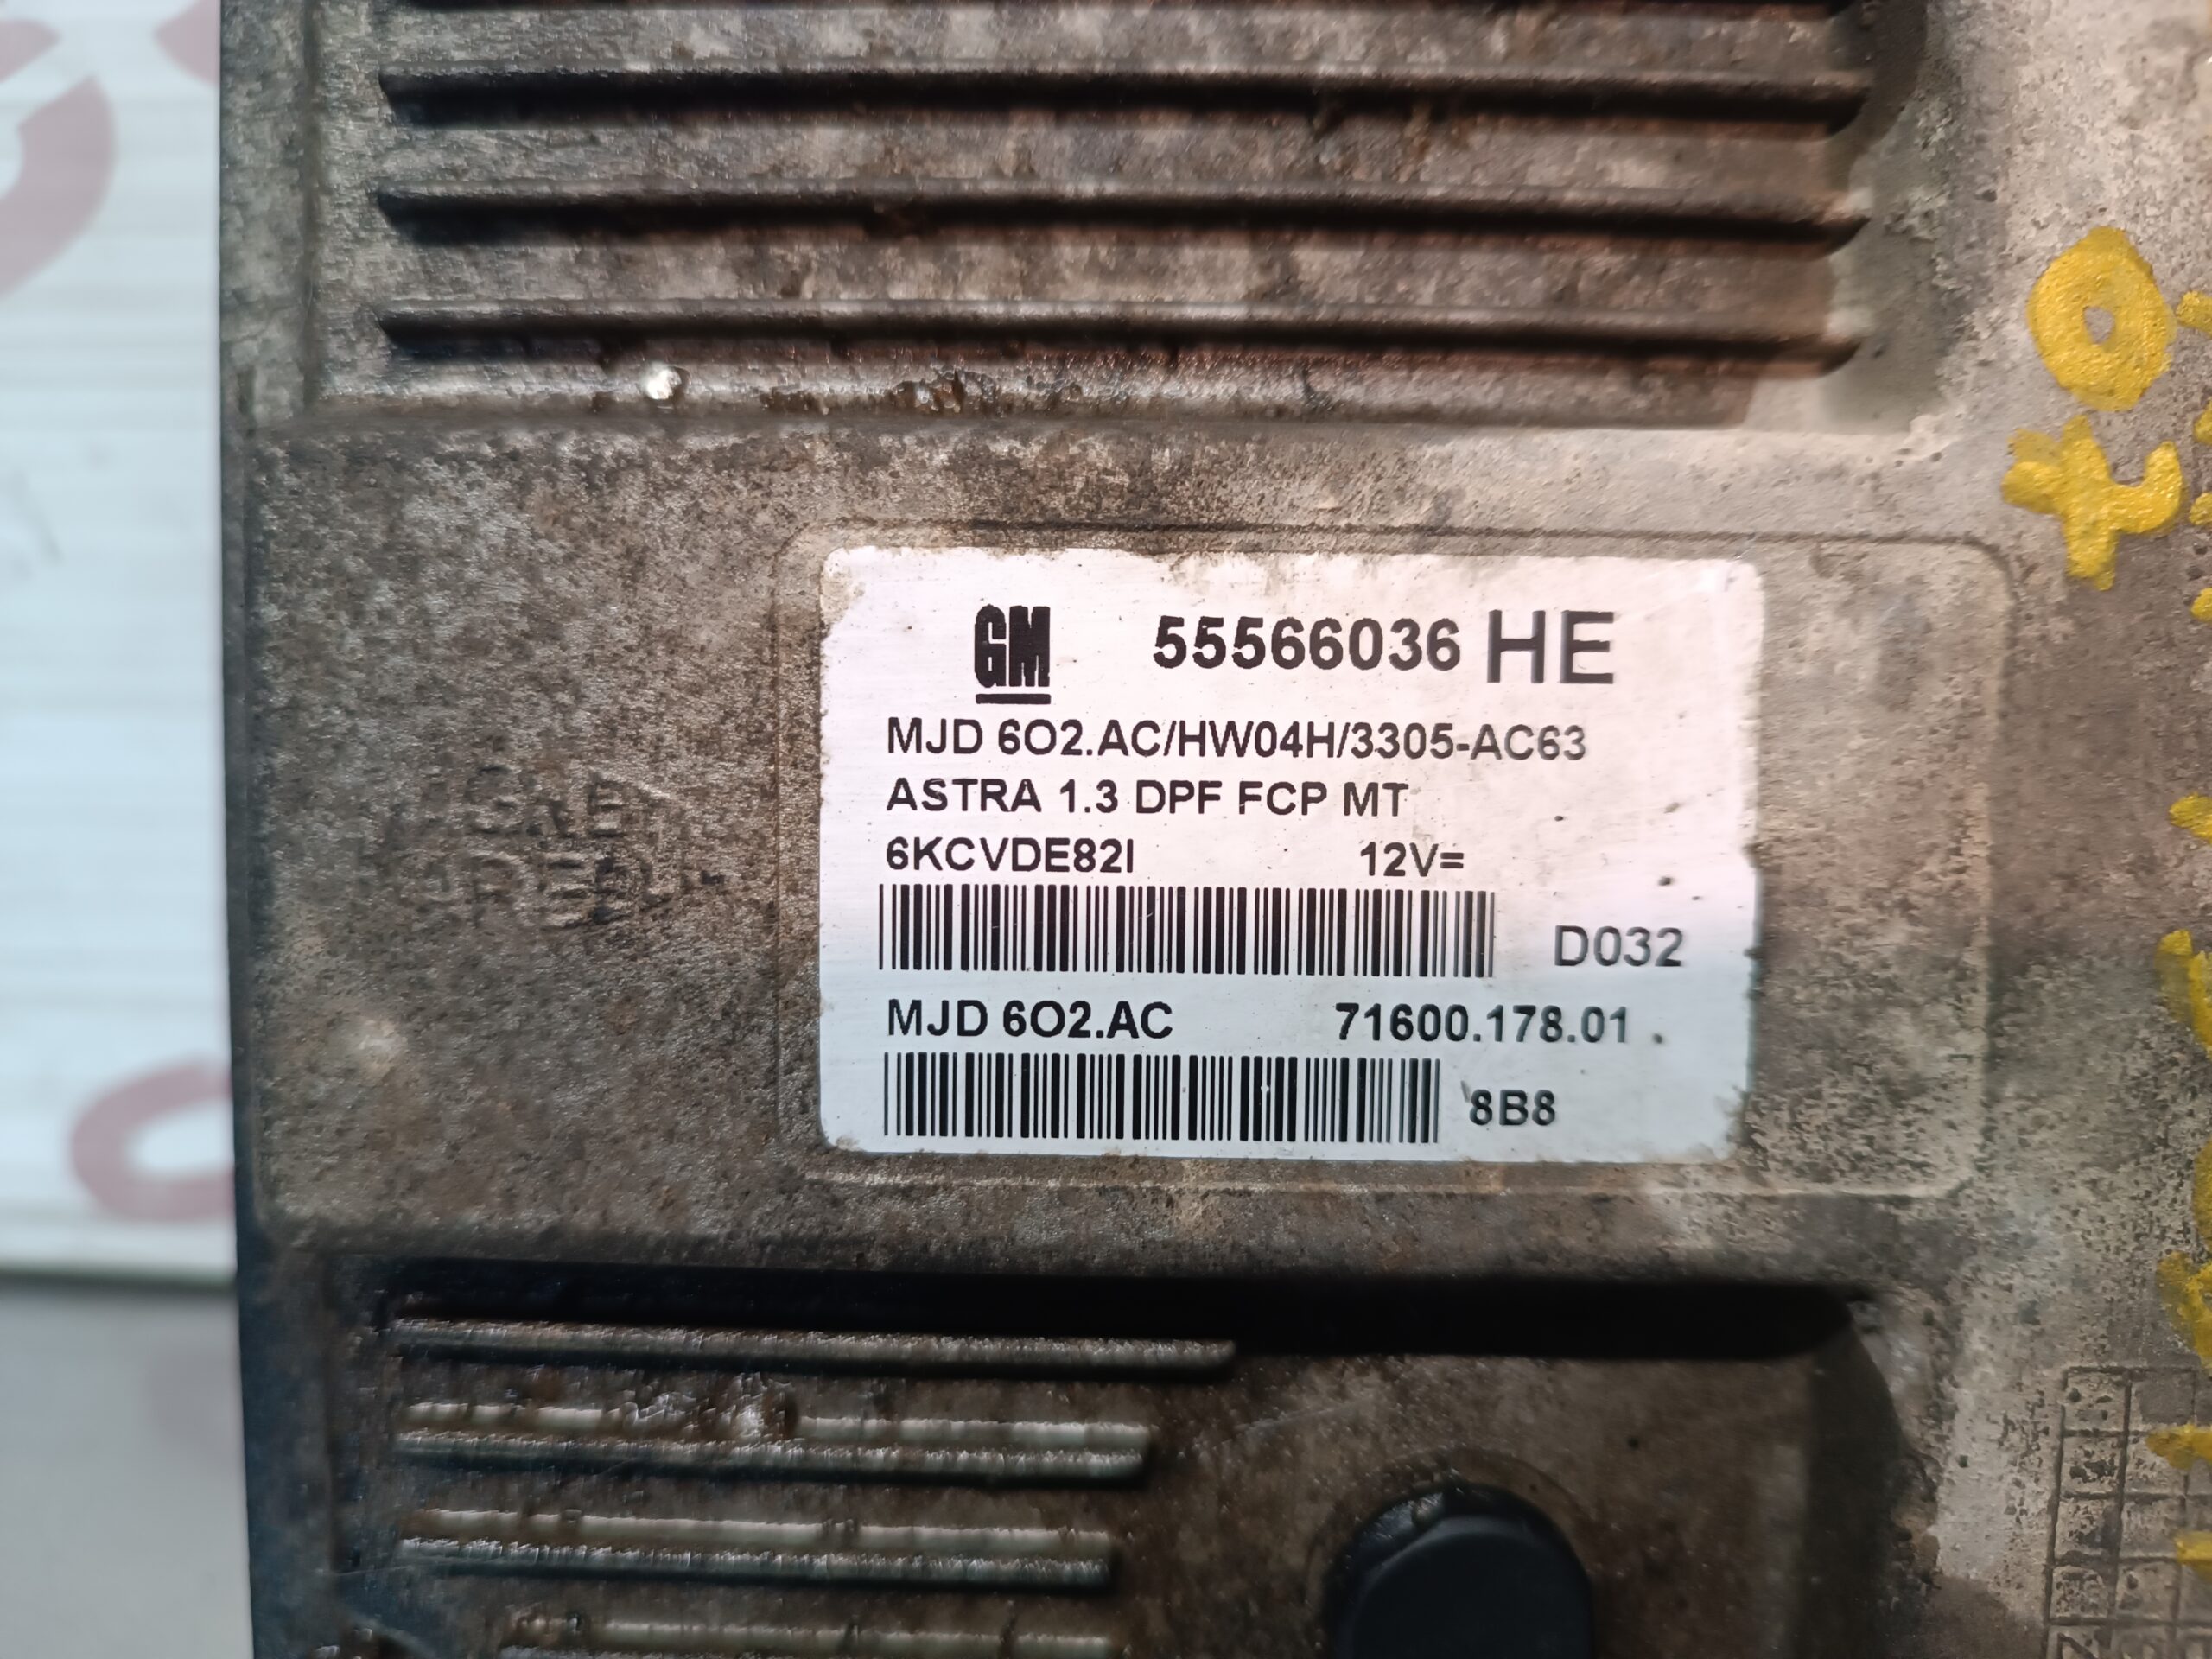 GM 55566036 HE
MJD 6O2.AC/HW04H/3305-AC63
ASTRA 1.3 DPF FCP MT
6KCVDE82I 12V=
D032
MJD 6O2.AC 71600.178.01
8B8